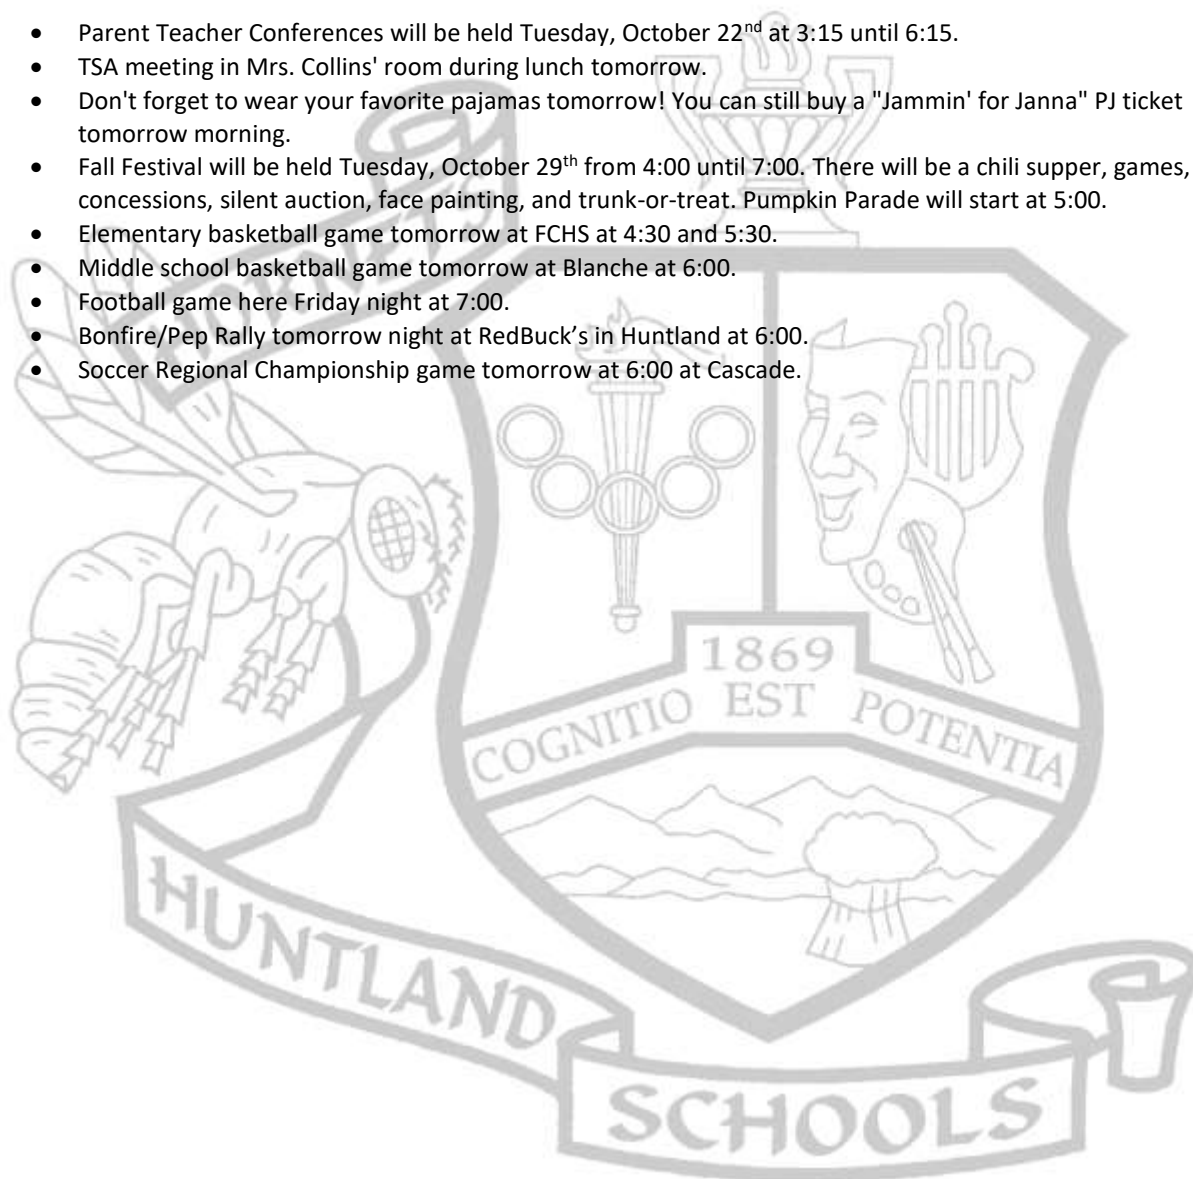 • Parent Teacher Conferences will be held Tuesday, October 22nd at 3:15 until 6:15.
• TSA meeting in Mrs. Collins' room during lunch tomorrow.
• Don't forget to wear your favorite pajamas tomorrow! You can still buy a "Jammin' for Janna" PJ ticket
tomorrow morning.
• Fall Festival will be held Tuesday, October 29th from 4:00 until 7:00. There will be a chili supper, games,
concessions, silent auction, face painting, and trunk-or-treat. Pumpkin Parade will start at 5:00.
• Elementary basketball game tomorrow at FCHS at 4:30 and 5:30.
• Middle school basketball game tomorrow at Blanche at 6:00.
• Football game here Friday night at 7:00.
• Bonfire/Pep Rally tomorrow night at RedBuck’s in Huntland at 6:00.
• Soccer Regional Championship game tomorrow at 6:00 at Cascade.
HORNETS
1869
COGNITIO EST POTENTIA
HUNTLAND
SCHOOLS